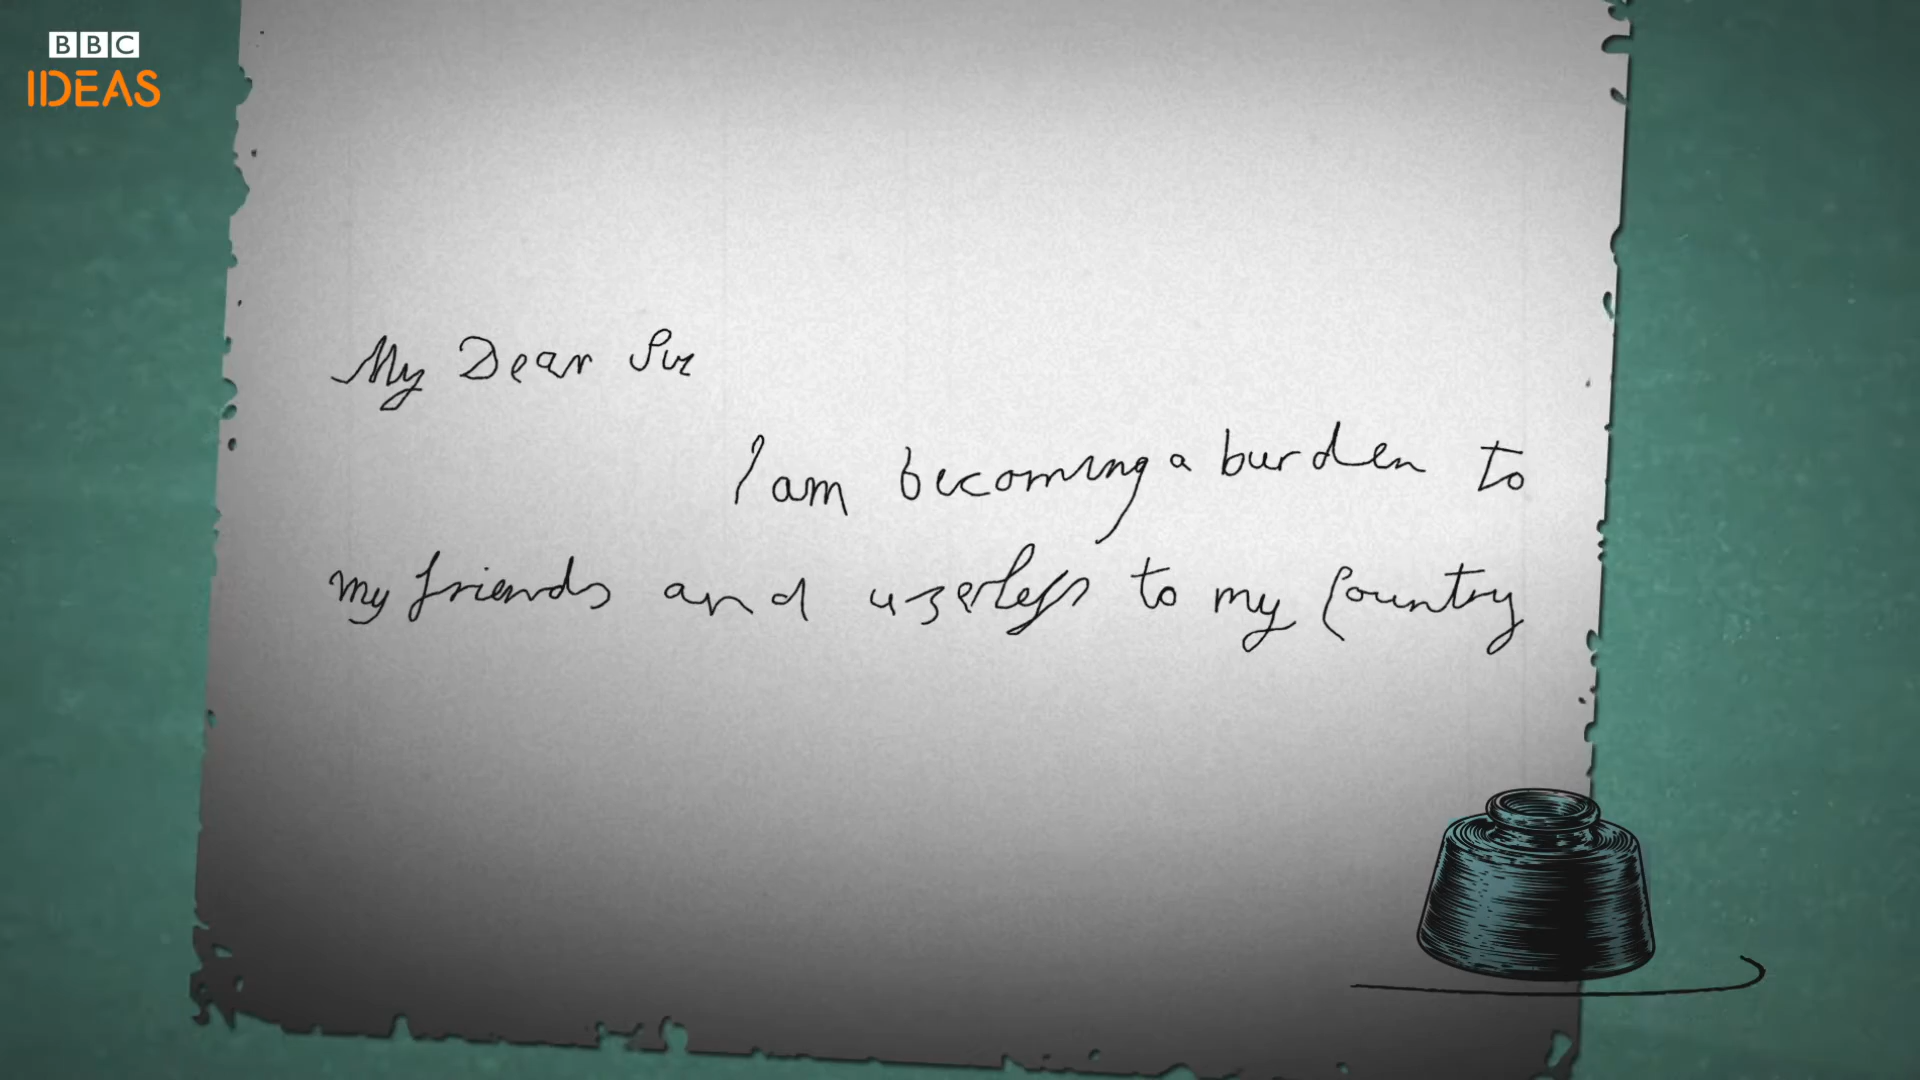 BBC
IDEAS
My Dear Sir
I am becoming a burden to
my friends and useless to my Country